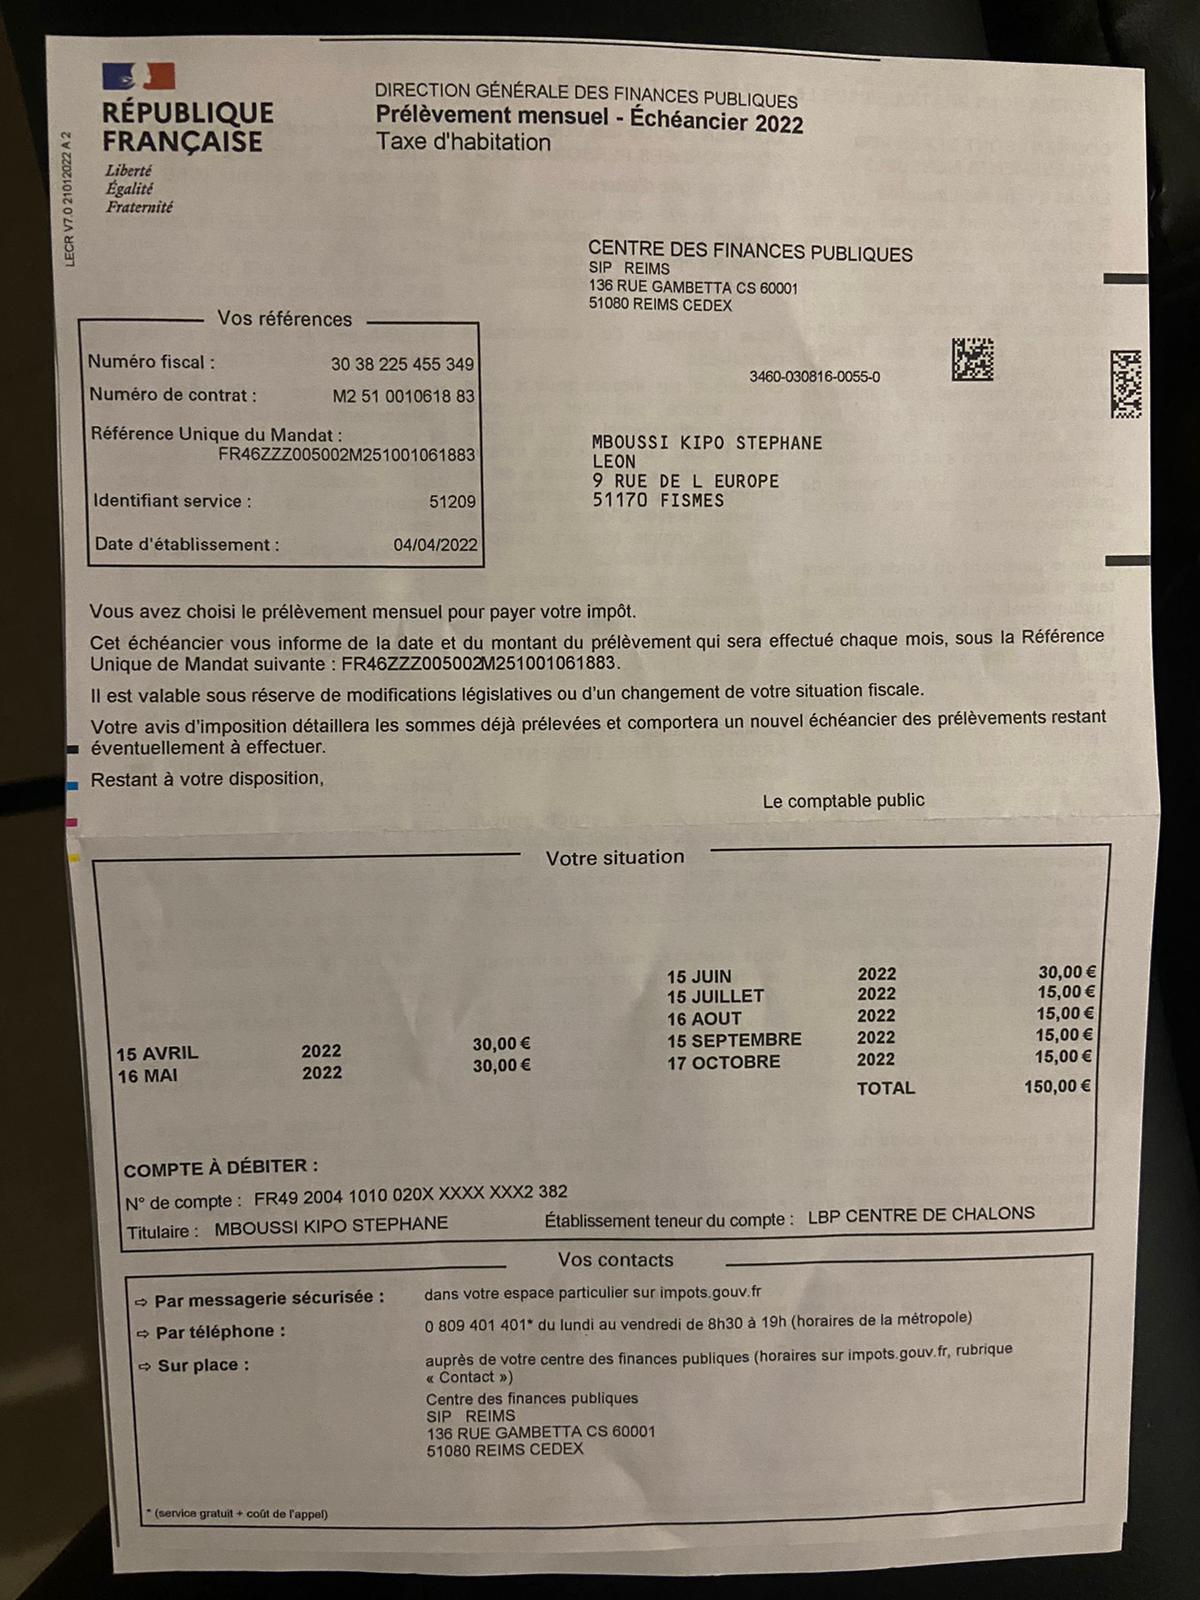 RÉPUBLIQUE
FRANÇAISE
Liberté
Égalité
Fraternité
LECR V7.0 21012022 A 2
DIRECTION GÉNÉRALE DES FINANCES PUBLIQUES
Prélèvement mensuel - Échéancier 2022
Taxe d'habitation
CENTRE DES FINANCES PUBLIQUES
SIP REIMS
136 RUE GAMBETTA CS 60001
51080 REIMS CEDEX
Vos références
Numéro fiscal : 30 38 225 455 349
Numéro de contrat : M2 51 0010618 83
Référence Unique du Mandat :
FR46ZZZ005002M251001061883
Identifiant service : 51209
Date d'établissement : 04/04/2022
3460-030816-0055-0
MBOUSSI KIPO STEPHANE
LEON
9 RUE DE L EUROPE
51170 FISMES
Vous avez choisi le prélèvement mensuel pour payer votre impôt.
Cet échéancier vous informe de la date et du montant du prélèvement qui sera effectué chaque mois, sous la Référence
Unique de Mandat suivante : FR46ZZZ005002M251001061883.
Il est valable sous réserve de modifications législatives ou d'un changement de votre situation fiscale.
Votre avis d'imposition détaillera les sommes déjà prélevées et comportera un nouvel échéancier des prélèvements restant
éventuellement à effectuer.
Restant à votre disposition,
Le comptable public
Votre situation
15 AVRIL 2022 30,00 €
16 MAI 2022 30,00 €
15 JUIN 2022 30,00 €
15 JUILLET 2022 15,00 €
16 AOUT 2022 15,00 €
15 SEPTEMBRE 2022 15,00 €
17 OCTOBRE 2022 15,00 €
TOTAL 150,00 €
COMPTE À DÉBITER :
N° de compte : FR49 2004 1010 020X XXXX XXX2 382
Titulaire : MBOUSSI KIPO STEPHANE Établissement teneur du compte : LBP CENTRE DE CHALONS
Vos contacts
⇨ Par messagerie sécurisée : dans votre espace particulier sur impots.gouv.fr
⇨ Par téléphone : 0 809 401 401* du lundi au vendredi de 8h30 à 19h (horaires de la métropole)
⇨ Sur place : auprès de votre centre des finances publiques (horaires sur impots.gouv.fr, rubrique
« Contact »)
Centre des finances publiques
SIP REIMS
136 RUE GAMBETTA CS 60001
51080 REIMS CEDEX
* (service gratuit + coût de l'appel)